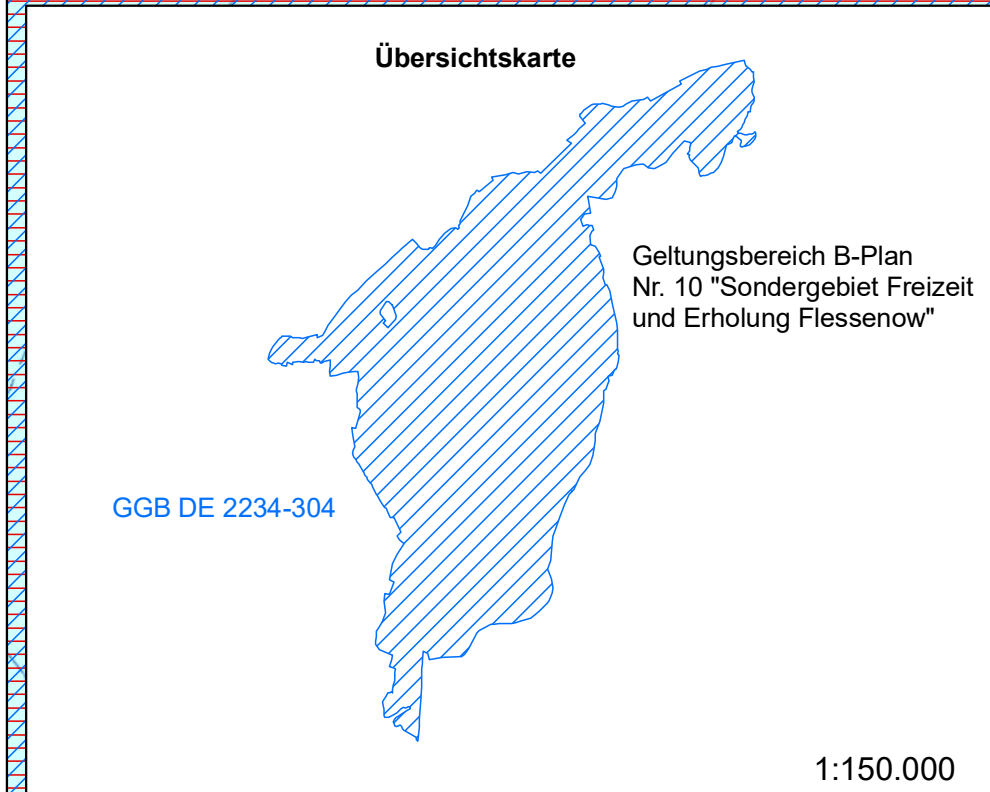 Übersichtskarte
Geltungsbereich B-Plan
Nr. 10 "Sondergebiet Freizeit
und Erholung Flessenow"
GGB DE 2234-304
1:150.000